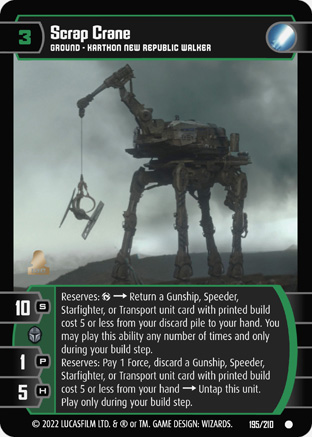 3
Scrap Crane
GROUND - KARTHON NEW REPUBLIC WALKER
10 S
1 P
5 H
Reserves: → Return a Gunship, Speeder,
Starfighter, or Transport unit card with printed build
cost 5 or less from your discard pile to your hand. You
may play this ability any number of times and only
during your build step.
Reserves: Pay 1 Force, discard a Gunship, Speeder,
Starfighter, or Transport unit card with printed build
cost 5 or less from your hand → Untap this unit.
Play only during your build step.
© 2022 LUCASFILM LTD. & ® or TM. GAME DESIGN: WIZARDS.
195/210